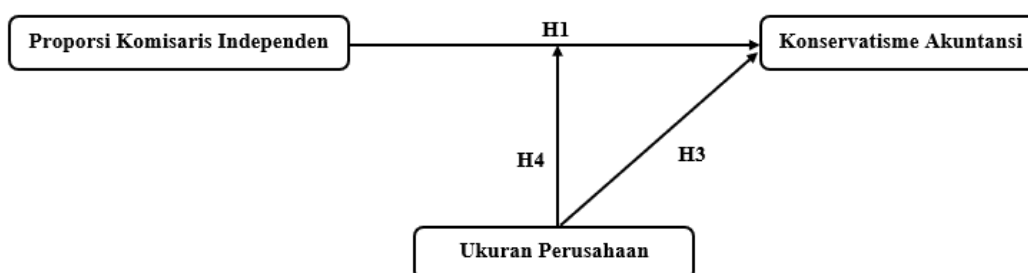 H1
Proporsi Komisaris Independen
Konservatisme Akuntansi
H4
H3
Ukuran Perusahaan